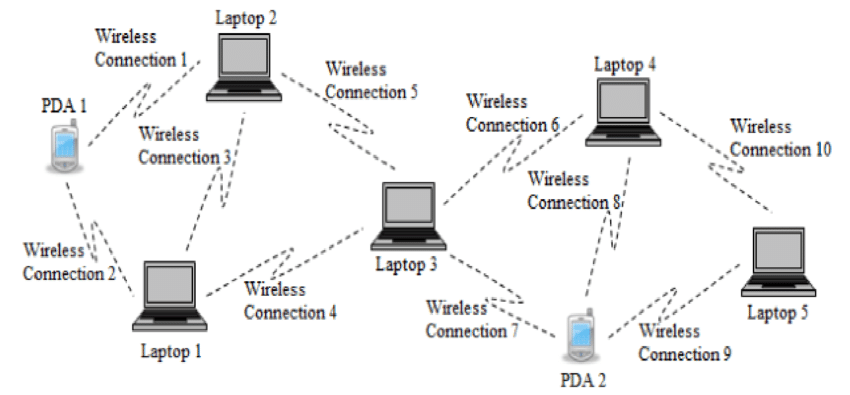 Laptop 2
Wireless
Connection 1
Wireless
Connection 5
Laptop 4
PDA 1
Wireless
Connection 3
Wireless
Connection 6
Wireless
Connection 10
Wireless
Connection 8
Wireless
Connection 2
Laptop 3
Wireless
Connection 4
Wireless
Connection 7
Laptop 5
Wireless
Connection 9
Laptop 1
PDA 2